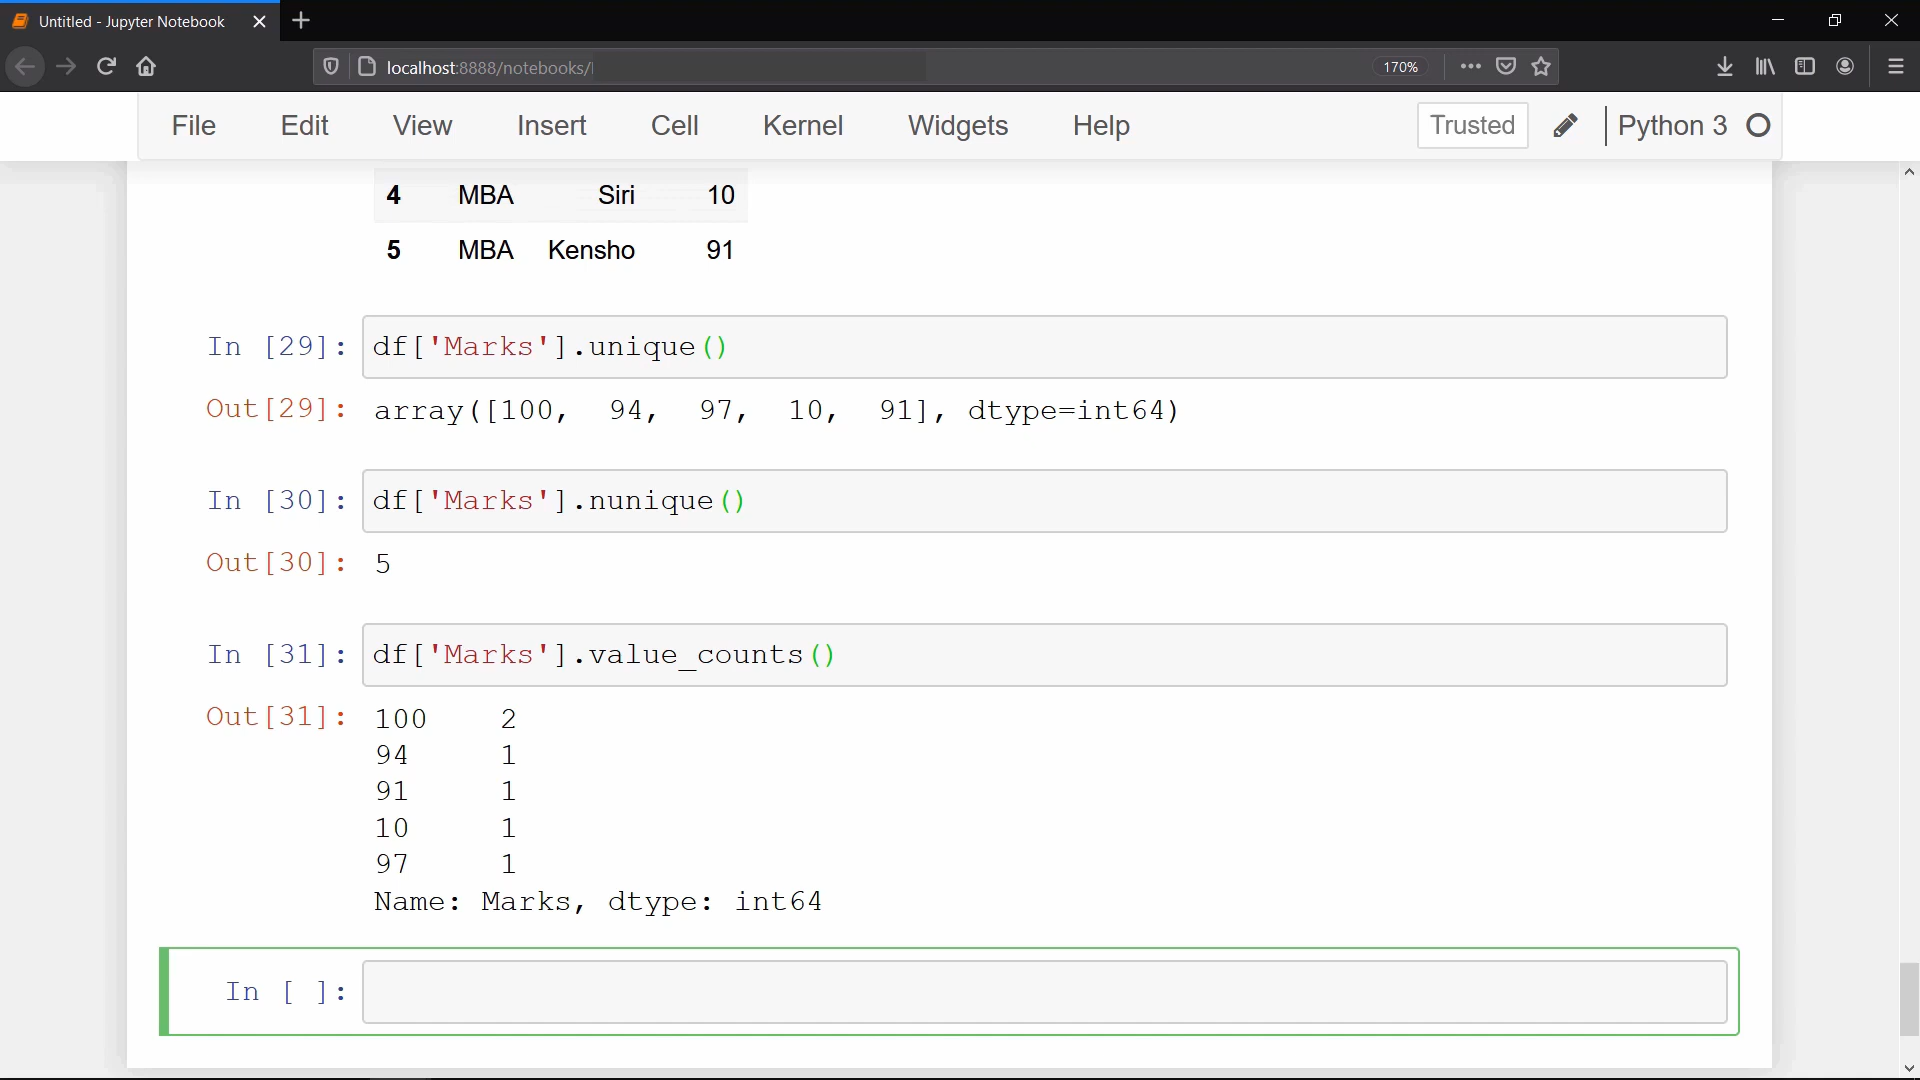 Untitled - Jupyter Notebook
localhost:8888/notebooks/
170%
File Edit View Insert Cell Kernel Widgets Help
Trusted
Python 3
4 MBA Siri 10
5 MBA Kensho 91
In [29]: df['Marks'].unique()
Out[29]: array([100, 94, 97, 10, 91], dtype=int64)
In [30]: df['Marks'].nunique()
Out[30]: 5
In [31]: df['Marks'].value_counts()
Out[31]: 100 2
94 1
91 1
10 1
97 1
Name: Marks, dtype: int64
In [ ]: